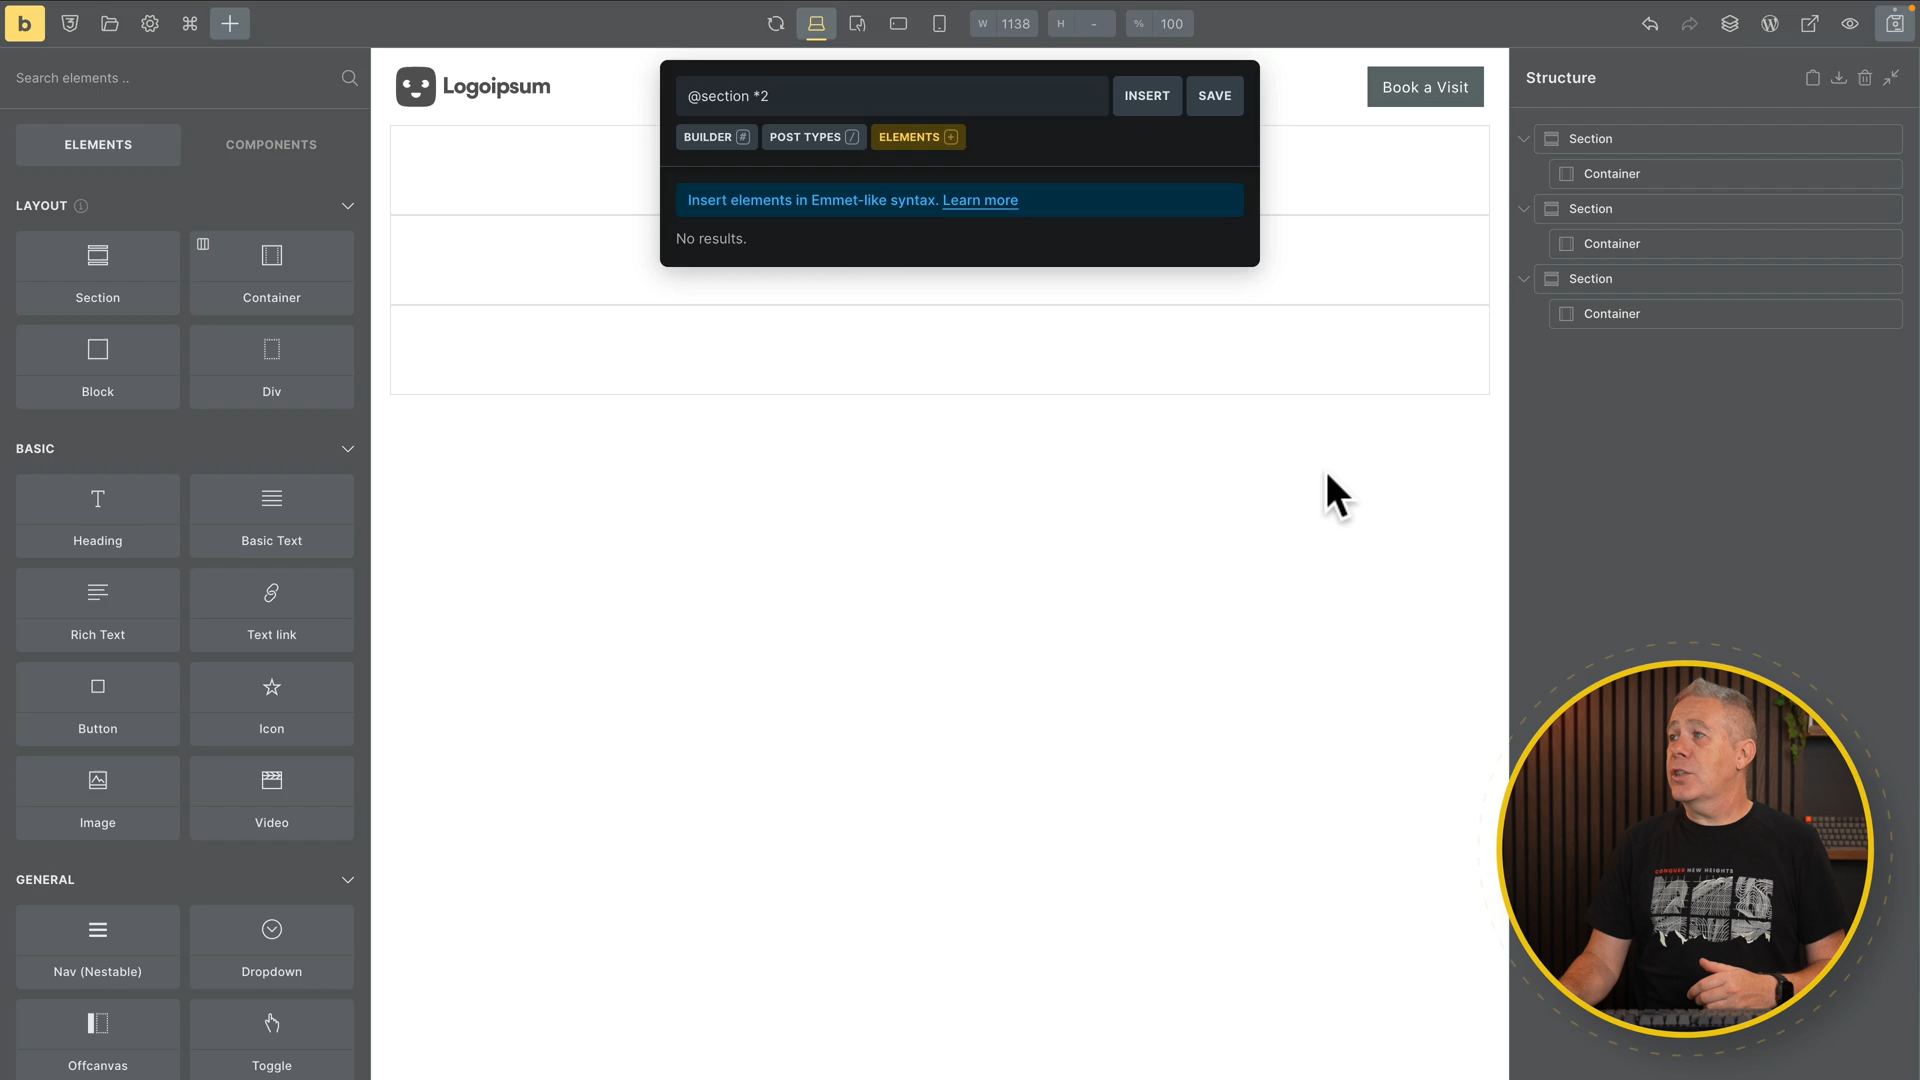 b
W 1138
H -
% 100
Search elements ..
ELEMENTS
COMPONENTS
LAYOUT
Section
Container
Block
Div
BASIC
Heading
Basic Text
Rich Text
Text link
Button
Icon
Image
Video
GENERAL
Nav (Nestable)
Dropdown
Offcanvas
Toggle
Logoipsum
@section *2
INSERT
SAVE
BUILDER #
POST TYPES /
ELEMENTS +
Insert elements in Emmet-like syntax. Learn more
No results.
Book a Visit
Structure
Section
Container
Section
Container
Section
Container
CONQUER NEW HEIGHTS